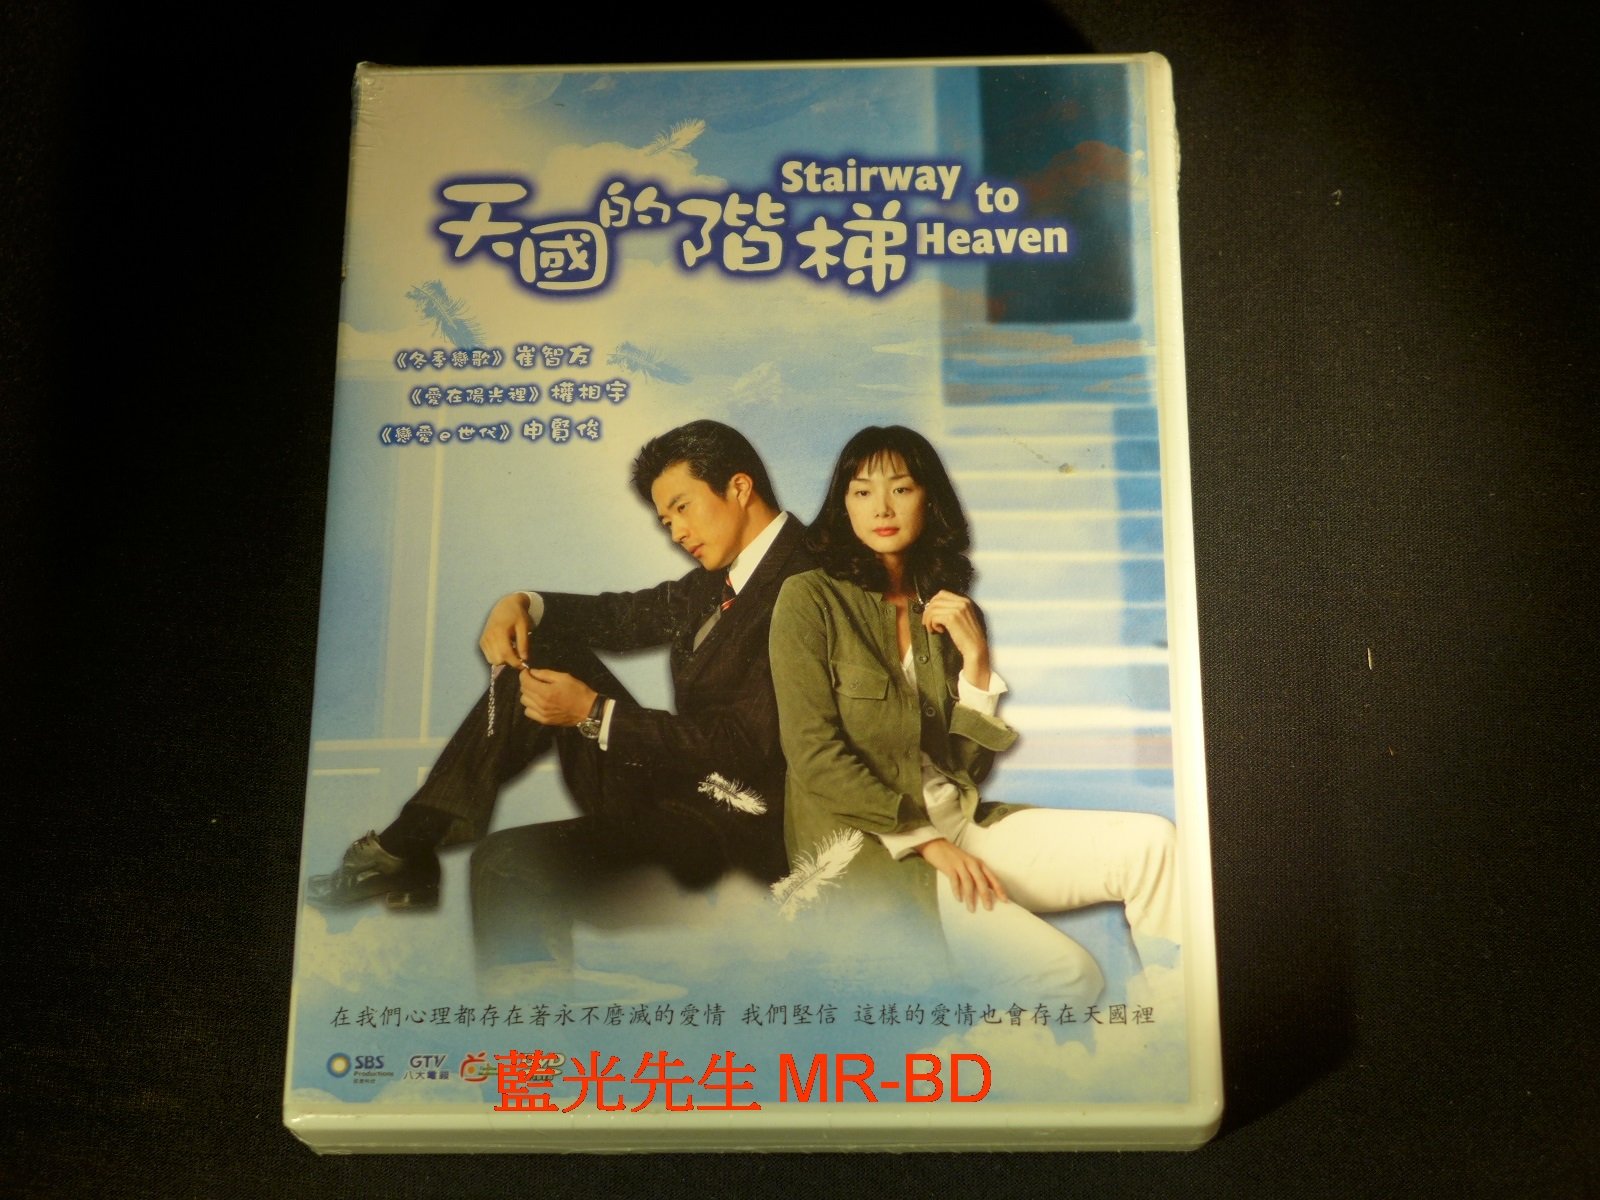 天國的階梯
Stairway
to
Heaven
《冬季戀歌》崔智友
《愛在陽光裡》權相宇
《戀愛e世代》申賢俊
在我們心理都存在著永不磨滅的愛情 我們堅信 這樣的愛情也會存在天國裡
SBS
Productions
GTV
八大電視
藍光先生 MR-BD